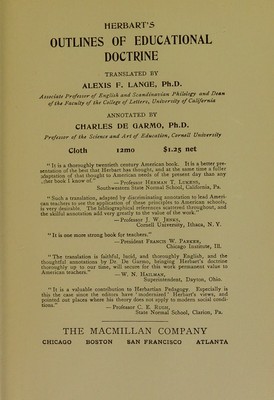 HERBART'S
OUTLINES OF EDUCATIONAL
DOCTRINE
TRANSLATED BY
ALEXIS F. LANGE, Ph.D.
Associate Professor of English and Scandinavian Philology and Dean
of the Faculty of the College of Letters, University of California
ANNOTATED BY
CHARLES DE GARMO, Ph.D.
Professor of the Science and Art of Education, Cornell University
Cloth 12mo $1.25 net
"It is a thoroughly twentieth century American book. It is a better pre-
sentation of the best that Herbart has thought, and at the same time a fuller
adaptation of that thought to American needs of the present day than any
other book I know of."
— Professor Herman T. Lukens,
Southwestern State Normal School, California, Pa.
"Such a translation, adapted by discriminating annotation to lead Ameri-
can teachers to see the application of these principles to American schools,
is very desirable. The bibliographical references scattered throughout, and
the skilful annotation add very greatly to the value of the work."
— Professor J. W. Jenks,
Cornell University, Ithaca, N. Y.
"It is one more strong book for teachers."
— President Francis W. Parker,
Chicago Institute, Ill.
"The translation is faithful, lucid, and thoroughly English, and the
thoughtful annotations by Dr. De Garmo, bringing Herbart's doctrine
thoroughly up to our time, will secure for this work permanent value to
American teachers."
— W. N. Hailman,
Superintendent, Dayton, Ohio.
"It is a valuable contribution to Herbartian Pedagogy. Especially is
this the case since the editors have 'modernized' Herbart's views, and
pointed out places where his theory does not apply to modern social condi-
tions."
— Professor C. E. Rugh,
State Normal School, Clarion, Pa.
THE MACMILLAN COMPANY
CHICAGO BOSTON SAN FRANCISCO ATLANTA